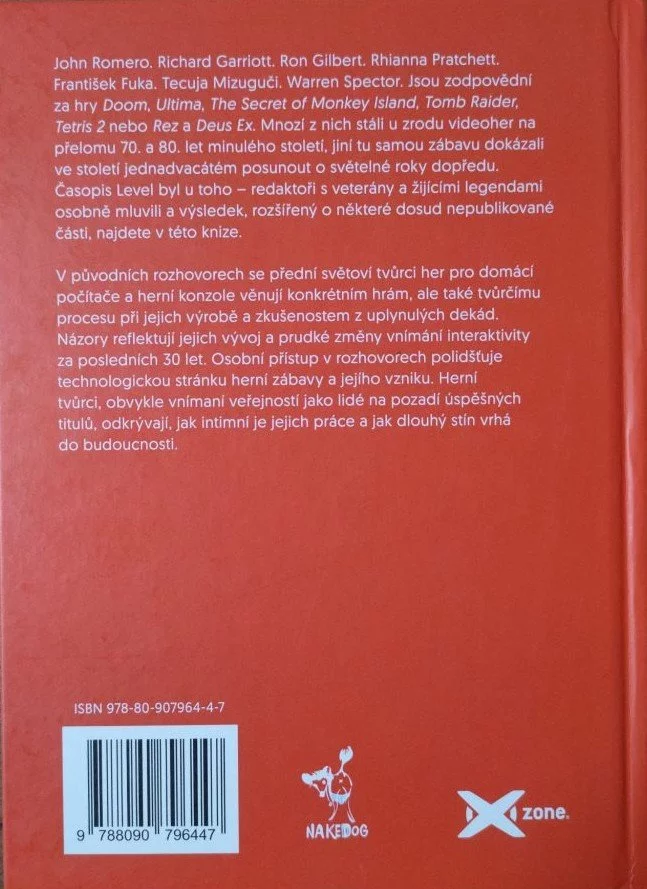 John Romero. Richard Garriott. Ron Gilbert. Rhianna Pratchett.
František Fuka. Tecuja Mizuguči. Warren Spector. Jsou zodpovědní
za hry Doom, Ultima, The Secret of Monkey Island, Tomb Raider,
Tetris 2 nebo Rez a Deus Ex. Mnozí z nich stáli u zrodu videoher na
přelomu 70. a 80. let minulého století, jiní tu samou zábavu dokázali
ve století jednadvacátém posunout o světelné roky dopředu.
Časopis Level byl u toho – redaktoři s veterány a žijícími legendami
osobně mluvili a výsledek, rozšířený o některé dosud nepublikované
části, najdete v této knize.
V původních rozhovorech se přední světoví tvůrci her pro domácí
počítače a herní konzole věnují konkrétním hrám, ale také tvůrčímu
procesu při jejich výrobě a zkušenostem z uplynulých dekád.
Názory reflektují jejich vývoj a prudké změny vnímání interaktivity
za posledních 30 let. Osobní přístup v rozhovorech polidšťuje
technologickou stránku herní zábavy a jejího vzniku. Herní
tvůrci, obvykle vnímaní veřejností jako lidé na pozadí úspěšných
titulů, odkrývají, jak intimní je jejich práce a jak dlouhý stín vrhá
do budoucnosti.
ISBN 978-80-907964-4-7
9 788090 796447
NAKEDOG
X zone.®